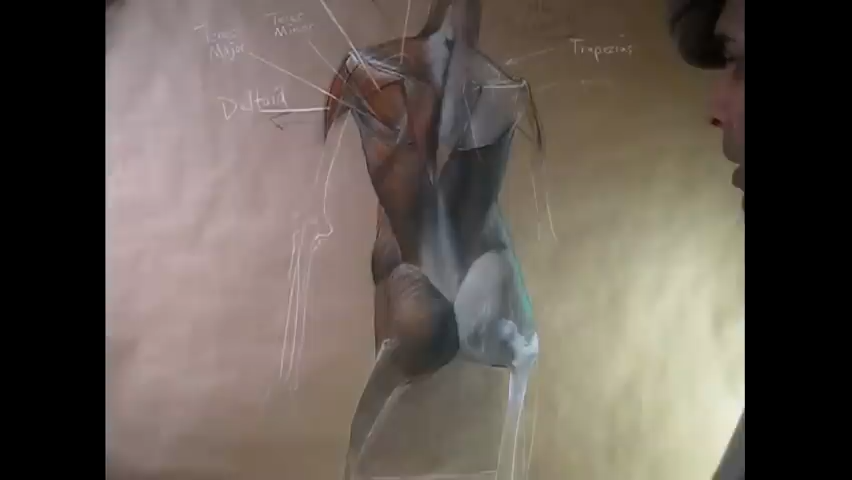 Teres
Major
Teres
Minor
Deltoid
Trapezius